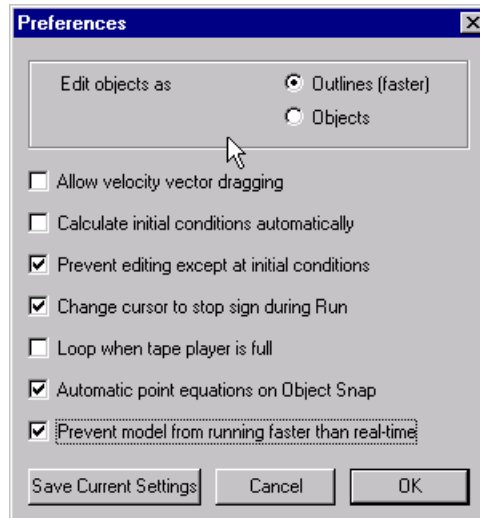 Preferences
Edit objects as
Outlines (faster)
Objects
Allow velocity vector dragging
Calculate initial conditions automatically
Prevent editing except at initial conditions
Change cursor to stop sign during Run
Loop when tape player is full
Automatic point equations on Object Snap
Prevent model from running faster than real-time
Save Current Settings Cancel OK